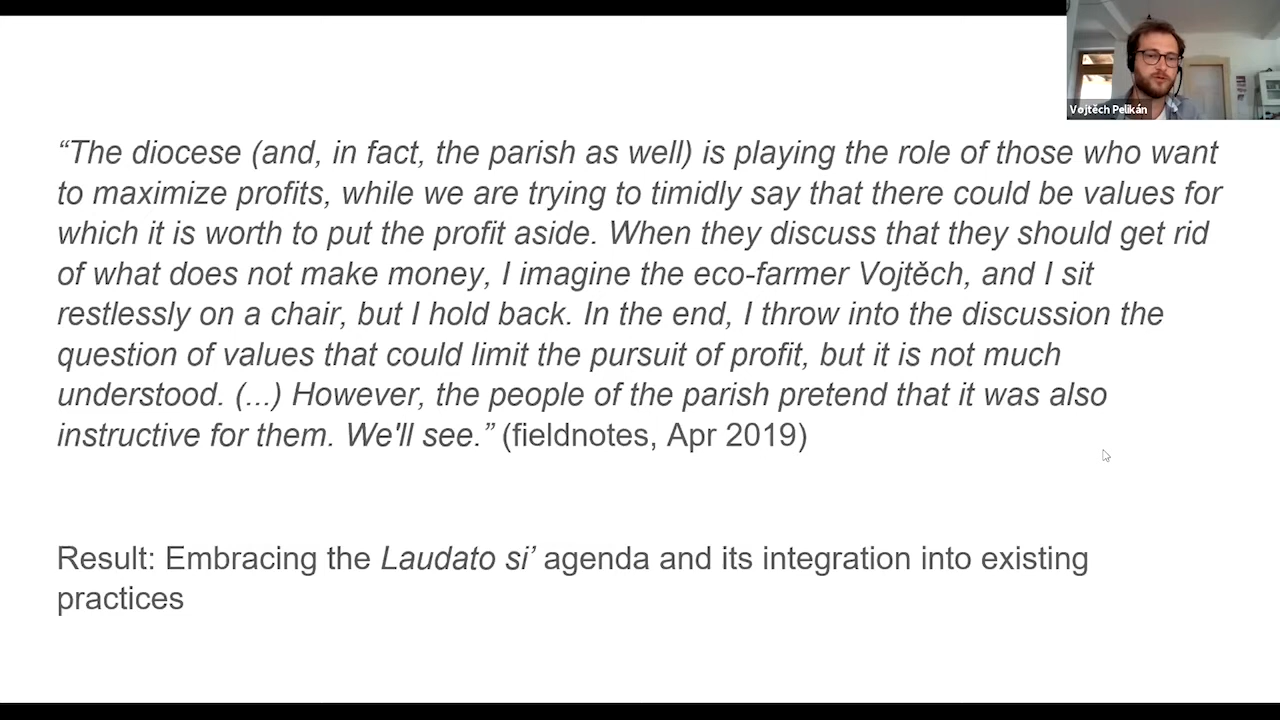 Vojtěch Pelikán
“The diocese (and, in fact, the parish as well) is playing the role of those who want
to maximize profits, while we are trying to timidly say that there could be values for
which it is worth to put the profit aside. When they discuss that they should get rid
of what does not make money, I imagine the eco-farmer Vojtěch, and I sit
restlessly on a chair, but I hold back. In the end, I throw into the discussion the
question of values that could limit the pursuit of profit, but it is not much
understood. (...) However, the people of the parish pretend that it was also
instructive for them. We'll see.” (fieldnotes, Apr 2019)
Result: Embracing the Laudato si’ agenda and its integration into existing
practices